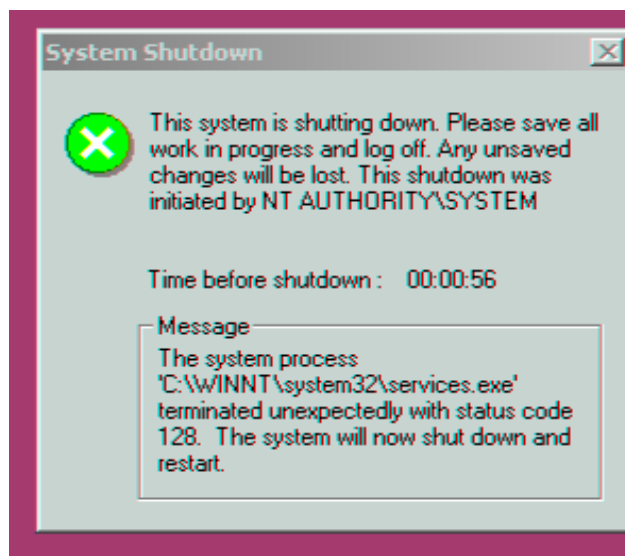 System Shutdown
This system is shutting down. Please save all
work in progress and log off. Any unsaved
changes will be lost. This shutdown was
initiated by NT AUTHORITY\SYSTEM
Time before shutdown : 00:00:56
Message
The system process
'C:\WINNT\system32\services.exe'
terminated unexpectedly with status code
128. The system will now shut down and
restart.